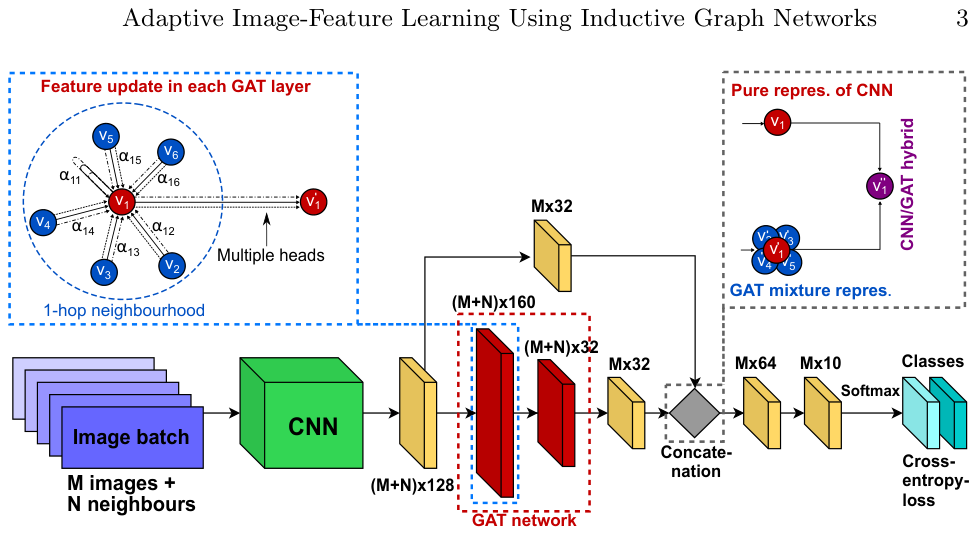 Adaptive Image-Feature Learning Using Inductive Graph Networks 3
Feature update in each GAT layer
v5
α15
v6
α11
α16
v1
v'1
v4
α14
α12
α13
v3
v2
Multiple heads
1-hop neighbourhood
Pure repres. of CNN
v1
CNN/GAT hybrid
v''1
v3
v1
v4
v5
GAT mixture repres.
Mx32
(M+N)x160
(M+N)x32
Mx32
Mx64
Mx10
Classes
Softmax
Image batch
CNN
Concate-
nation
Cross-
entropy-
loss
M images +
N neighbours
(M+N)x128
GAT network